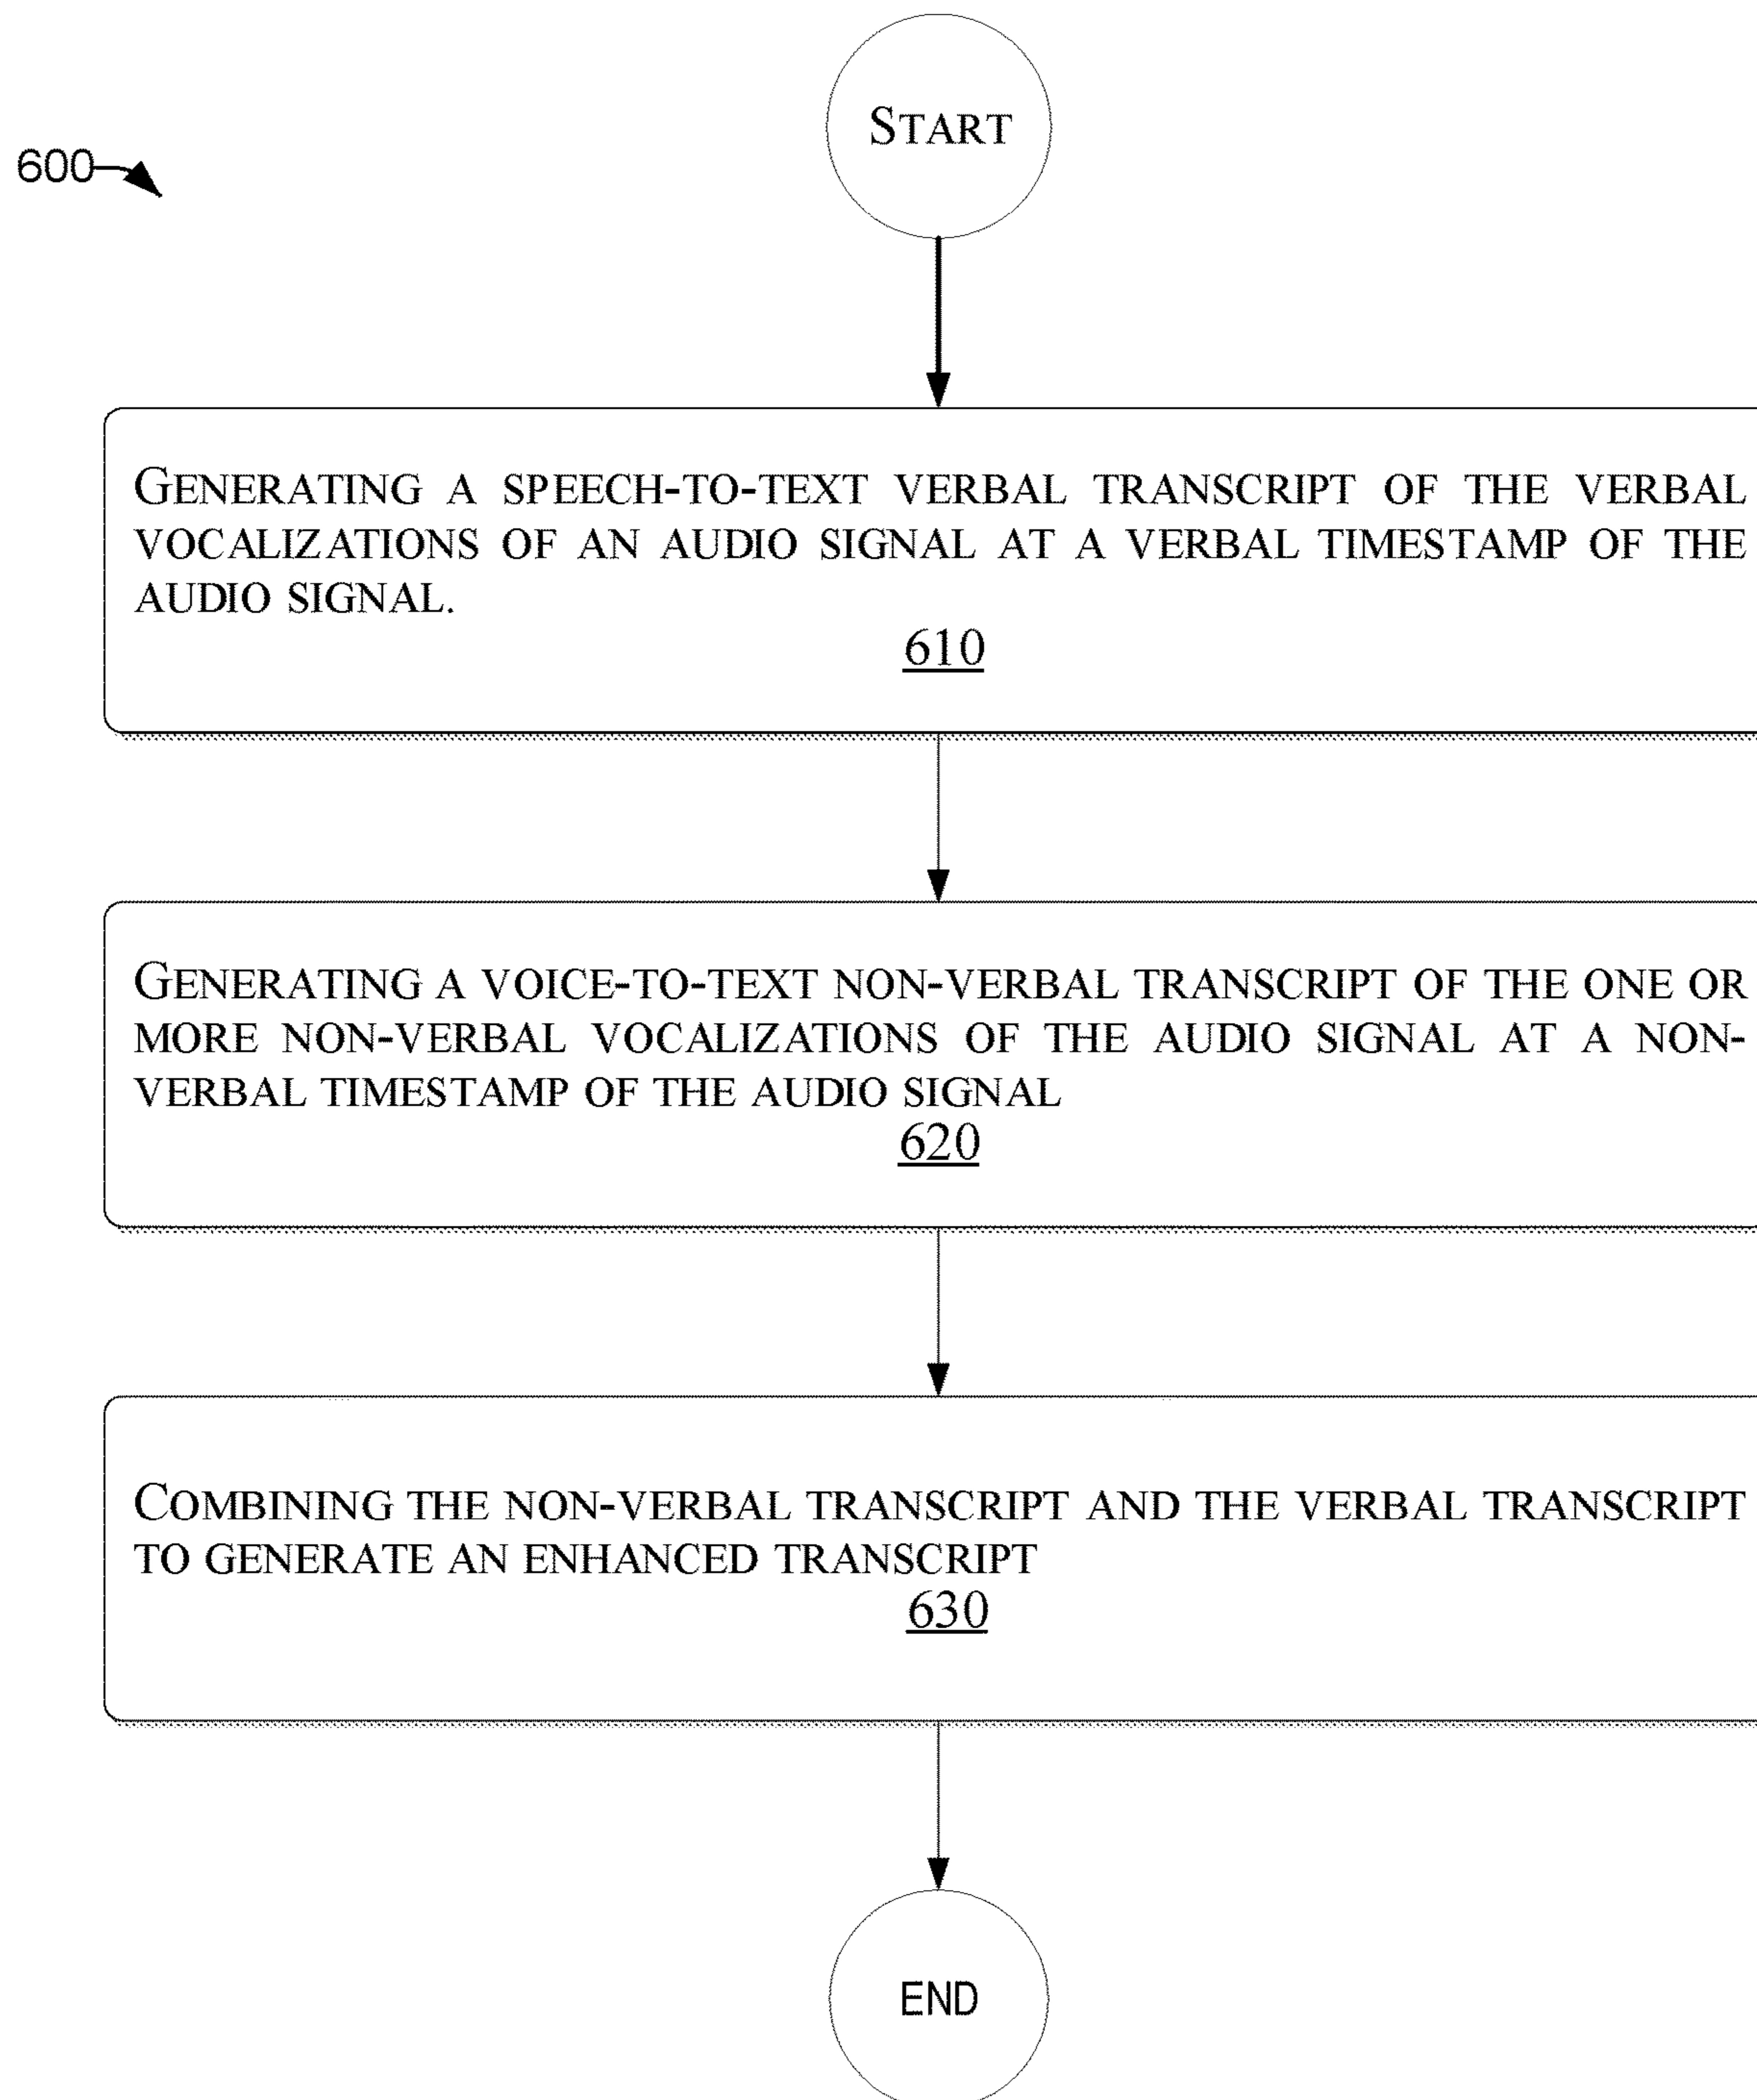 START
600
GENERATING A SPEECH-TO-TEXT VERBAL TRANSCRIPT OF THE VERBAL
VOCALIZATIONS OF AN AUDIO SIGNAL AT A VERBAL TIMESTAMP OF THE
AUDIO SIGNAL.
610
GENERATING A VOICE-TO-TEXT NON-VERBAL TRANSCRIPT OF THE ONE OR
MORE NON-VERBAL VOCALIZATIONS OF THE AUDIO SIGNAL AT A NON-
VERBAL TIMESTAMP OF THE AUDIO SIGNAL
620
COMBINING THE NON-VERBAL TRANSCRIPT AND THE VERBAL TRANSCRIPT
TO GENERATE AN ENHANCED TRANSCRIPT
630
END